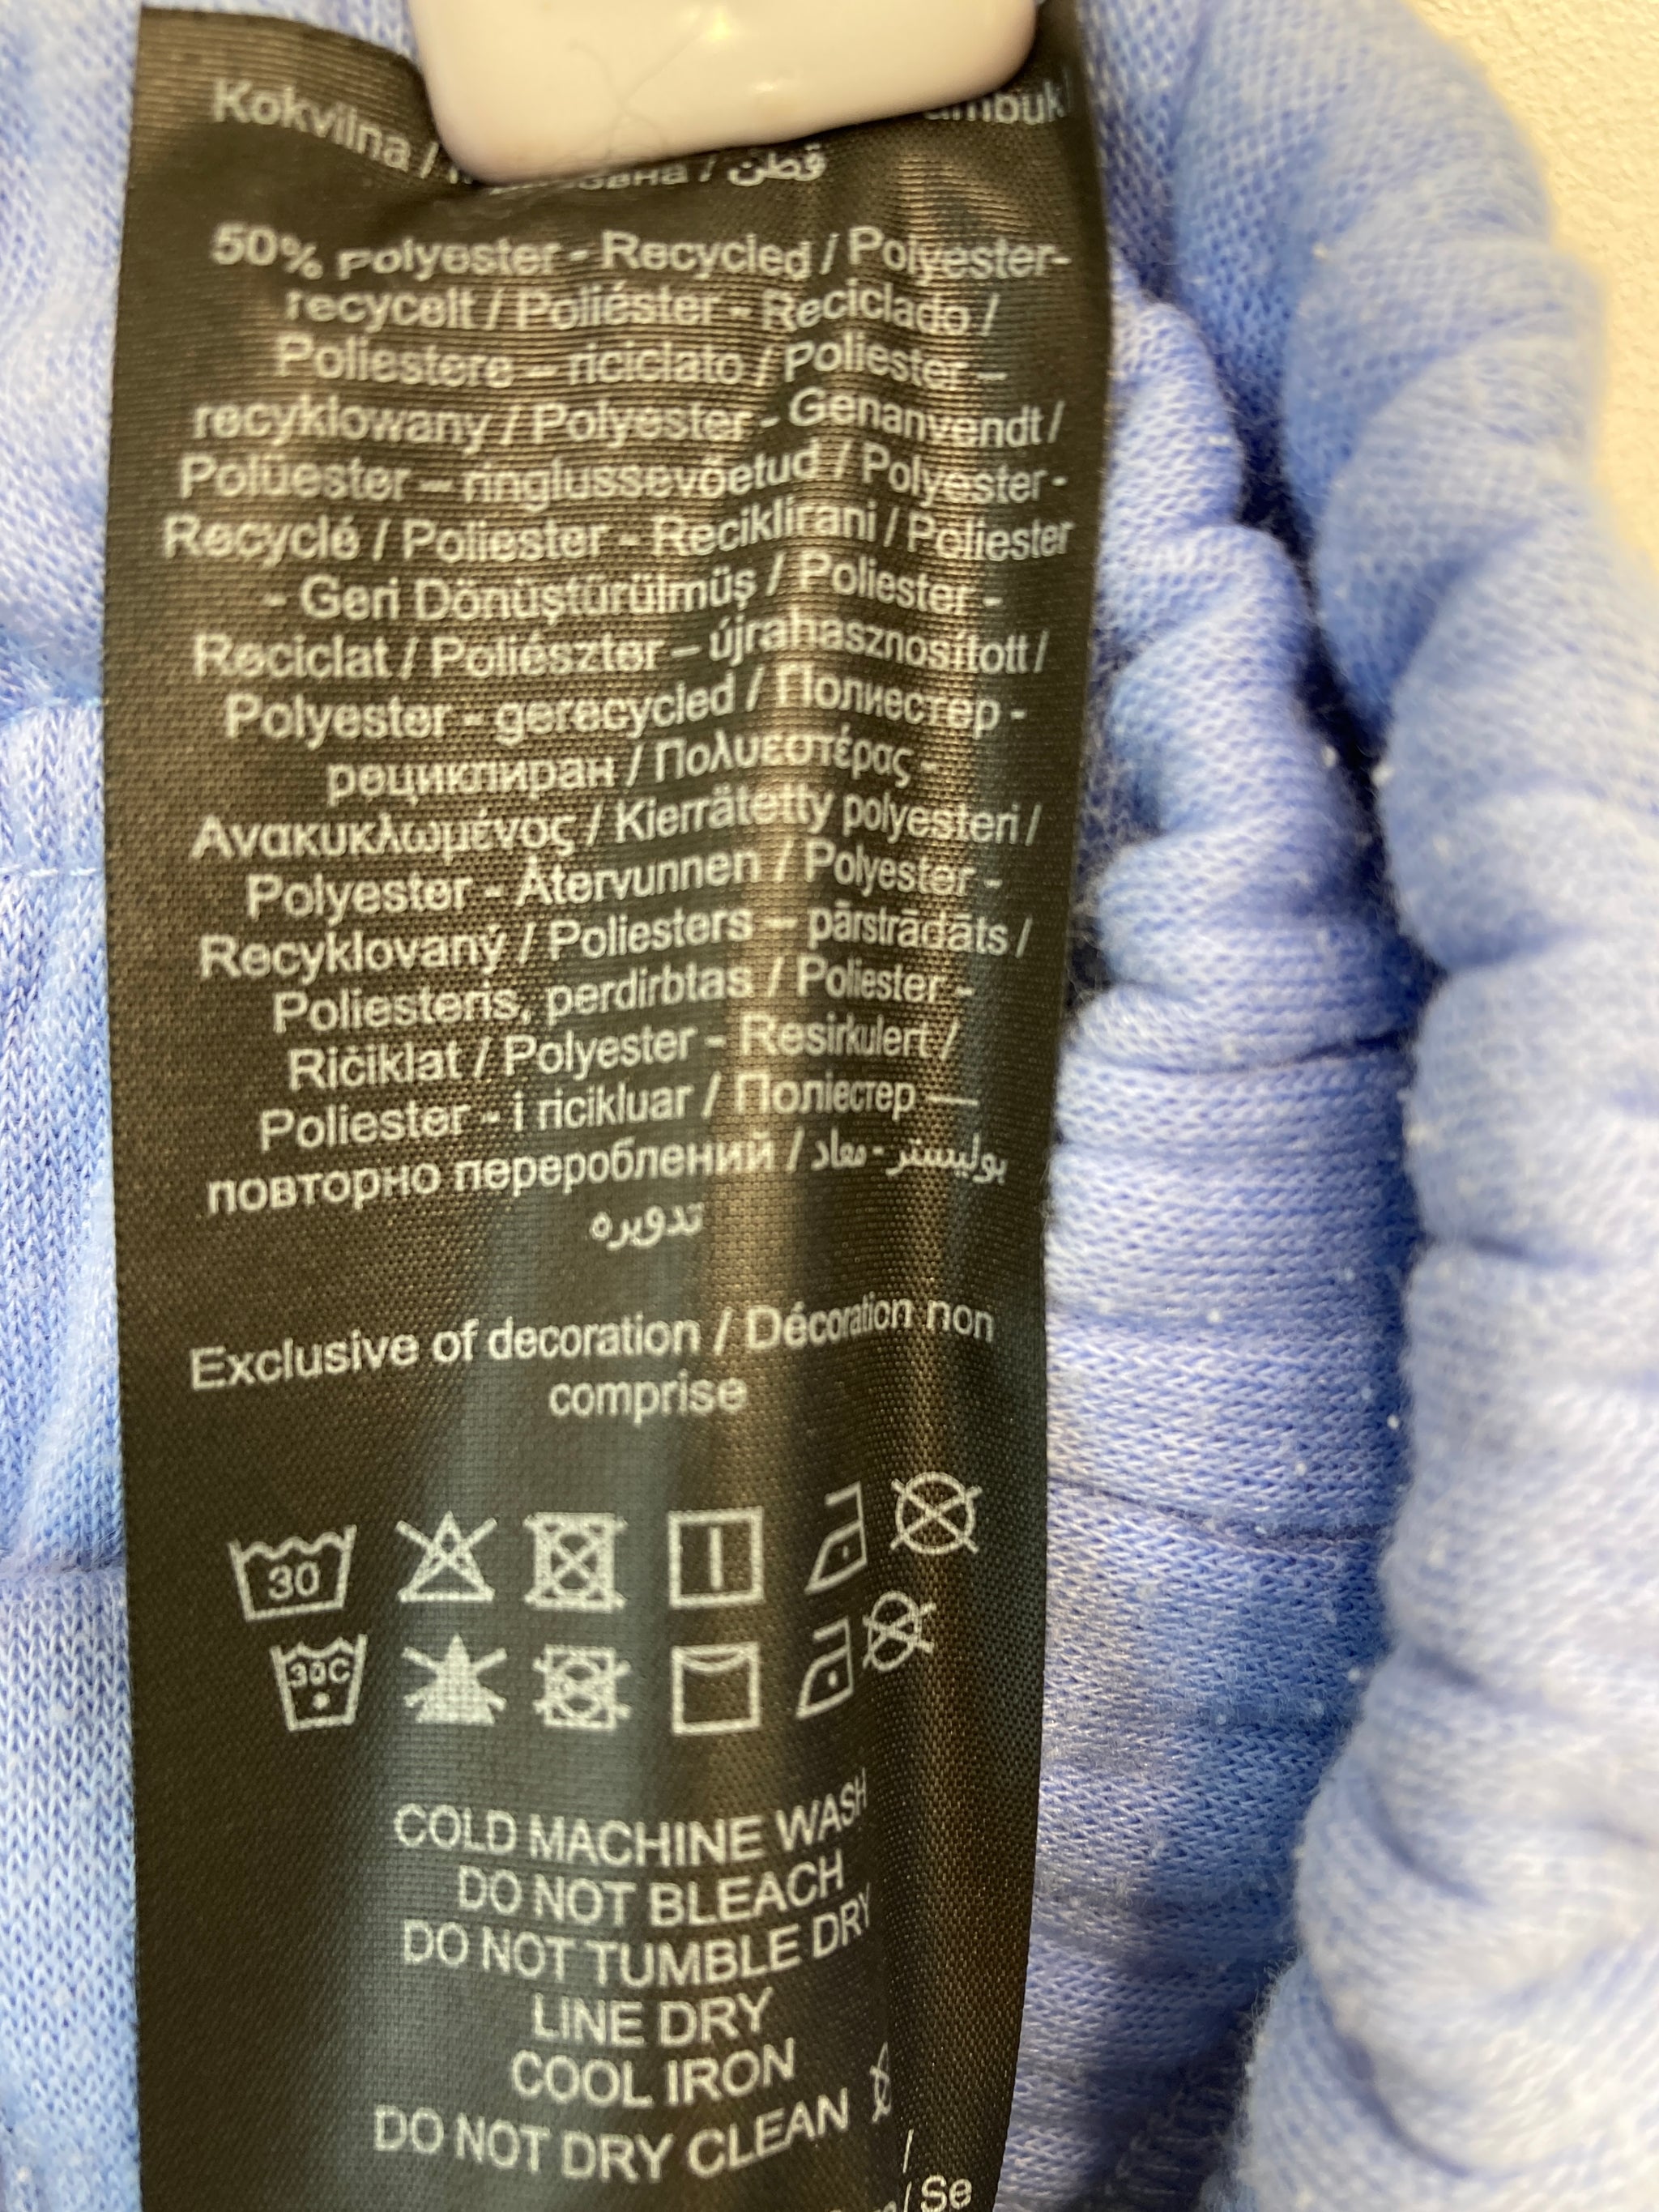 Kokvilna /
/ قطن
50% Polyester - Recycled / Polyester-
recycelt / Poliéster - Reciclado /
Poliestere – riciclato / Poliester –
recyklowany / Polyester - Genanvendt /
Polüester – ringlussevõetud / Polyester -
Recyclé / Poliester - Reciklirani / Poliester
- Geri Dönüştürülmüş / Poliester -
Reciclat / Poliészter – újrahasznosított /
Polyester - gerecycled / Полиестер -
рециклиран / Πολυεστέρας -
Ανακυκλωμένος / Kierrätetty polyesteri /
Polyester - Återvunnen / Polyester -
Recyklovaný / Poliesters – pārstrādāts /
Poliesteris, perdirbtas / Poliester -
Ričiklat / Polyester - Resirkulert /
Poliester - i ricikluar / Поліестер —
повторно перероблений / بوليستر - معاد
تدويره
Exclusive of decoration / Décoration non
comprise
30
30C
COLD MACHINE WASH
DO NOT BLEACH
DO NOT TUMBLE DRY
LINE DRY
COOL IRON
DO NOT DRY CLEAN
/
/ Se